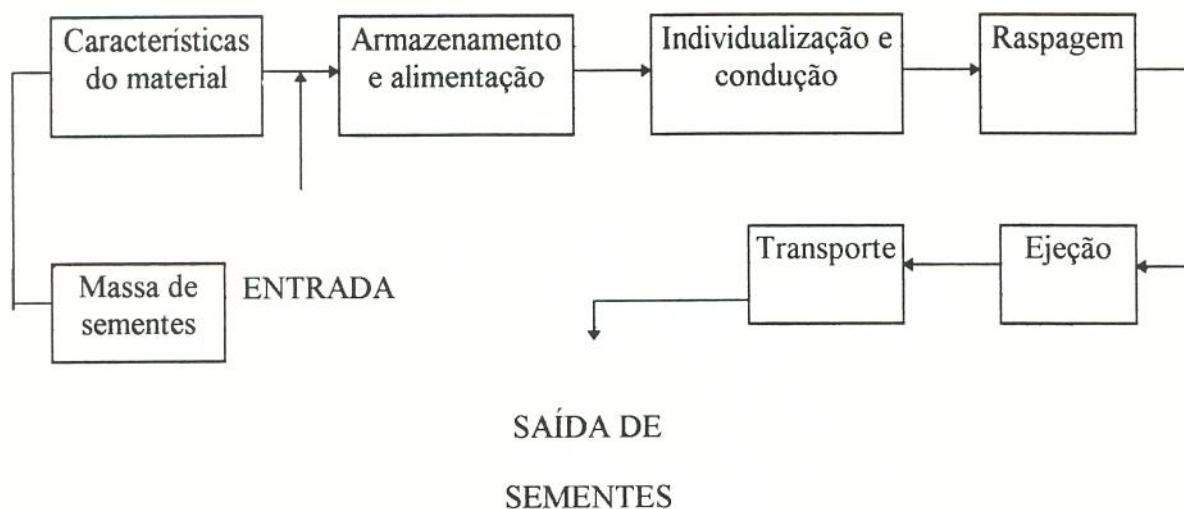 Características
do material
Armazenamento
e alimentação
Individualização e
condução
Raspagem
Massa de
sementes
ENTRADA
Transporte
Ejeção
SAÍDA DE
SEMENTES